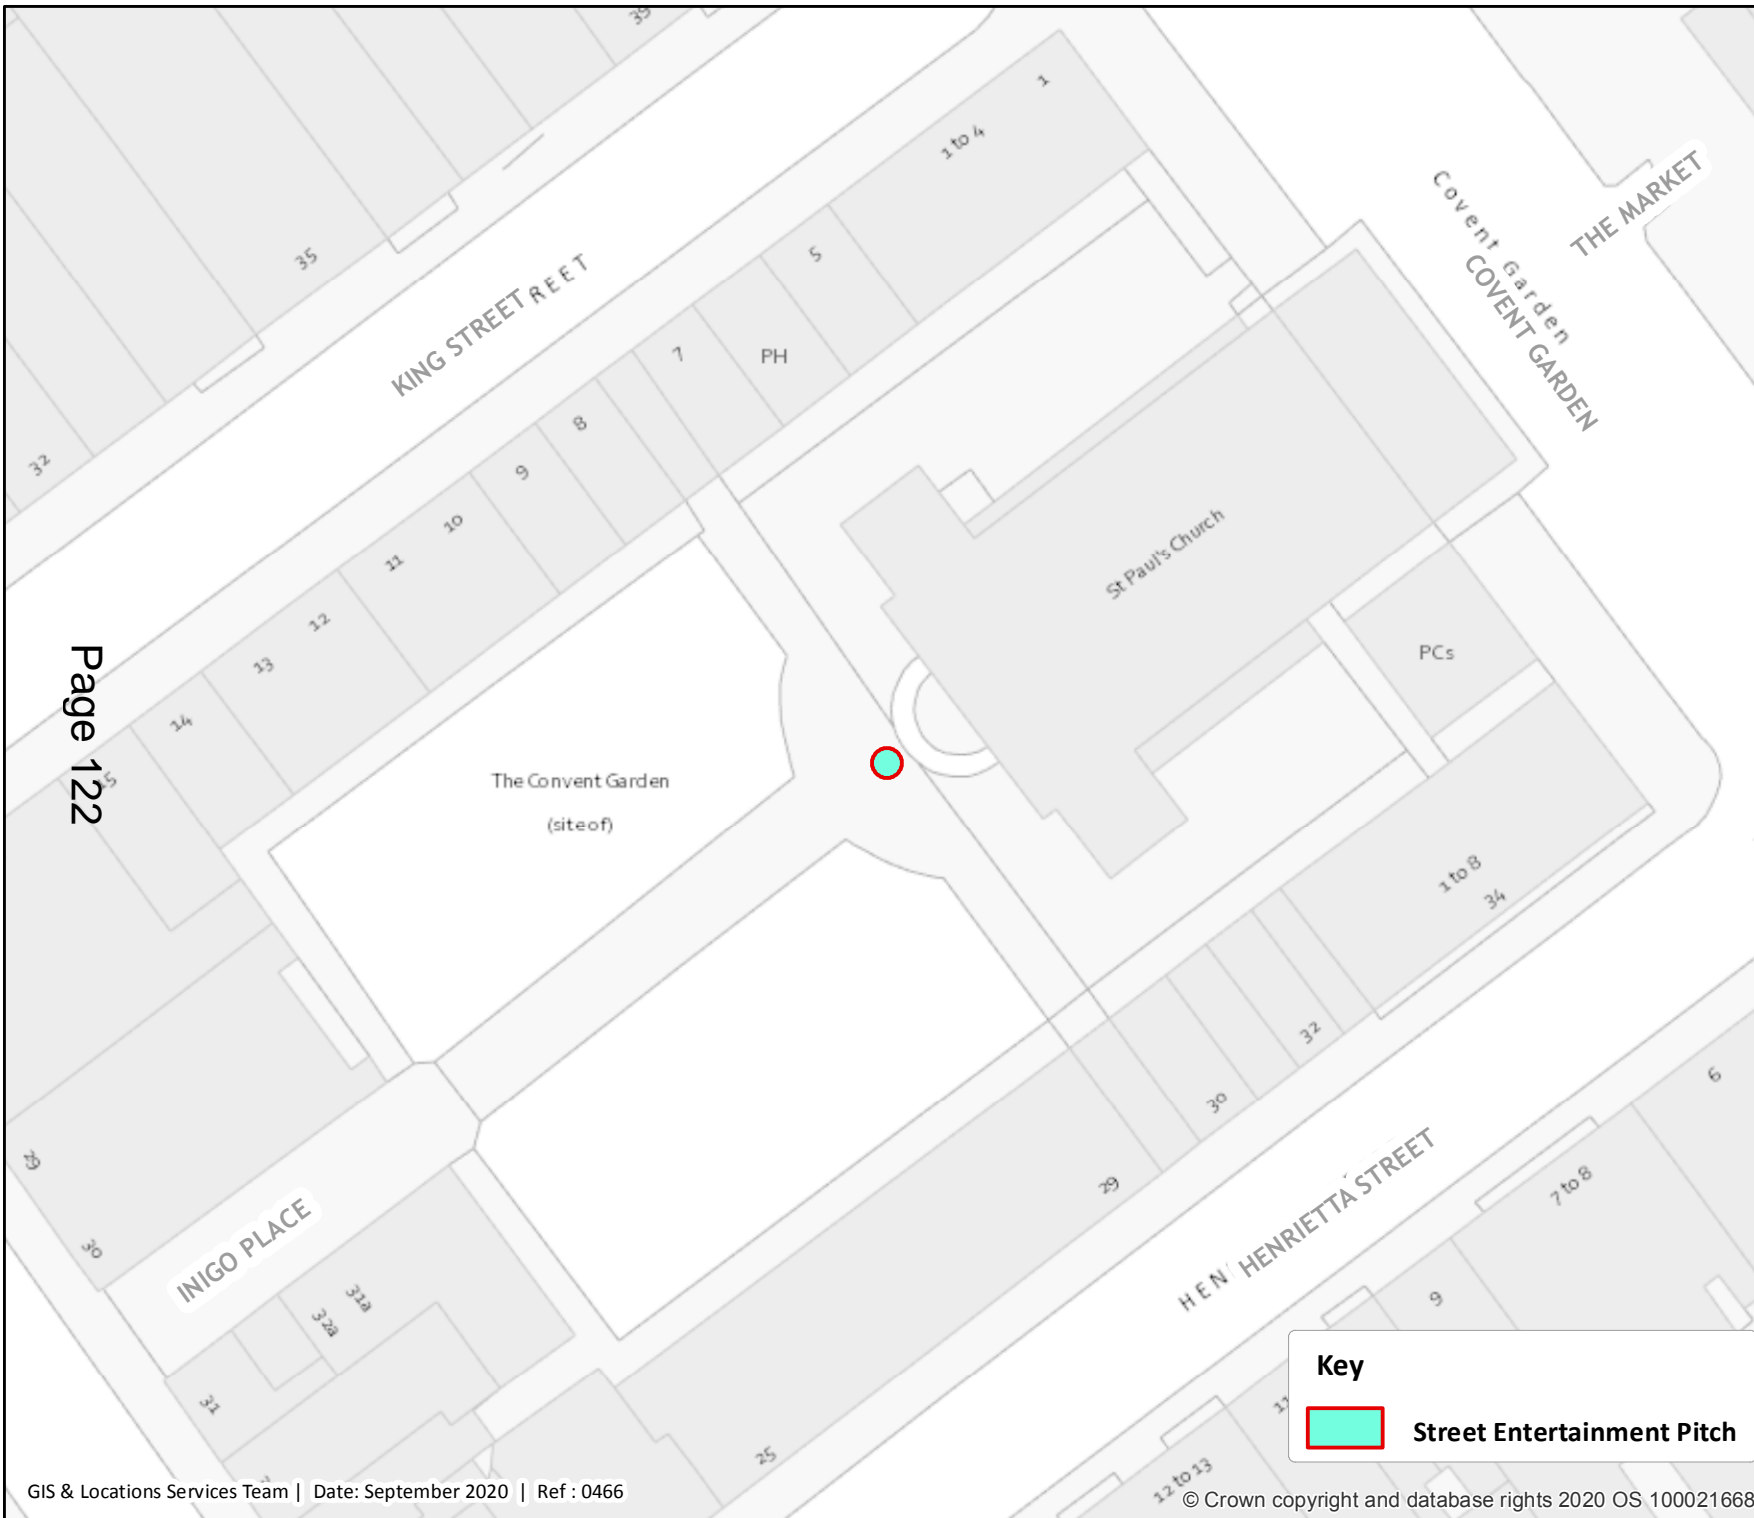 39
1
1 to 4
Covent Garden
COVENT GARDEN
THE MARKET
35
KING STREET
REET
5
PH
7
8
32
9
10
11
12
13
14
15
St Paul's Church
PCs
Page 122
The Convent Garden
(site of)
1 to 8
34
32
30
29
6
29
30
INIGO PLACE
31a
32a
31
HENRIETTA STREET
HEN
7 to 8
9
11
12 to 13
25
Key
Street Entertainment Pitch
GIS & Locations Services Team | Date: September 2020 | Ref : 0466
© Crown copyright and database rights 2020 OS 100021668